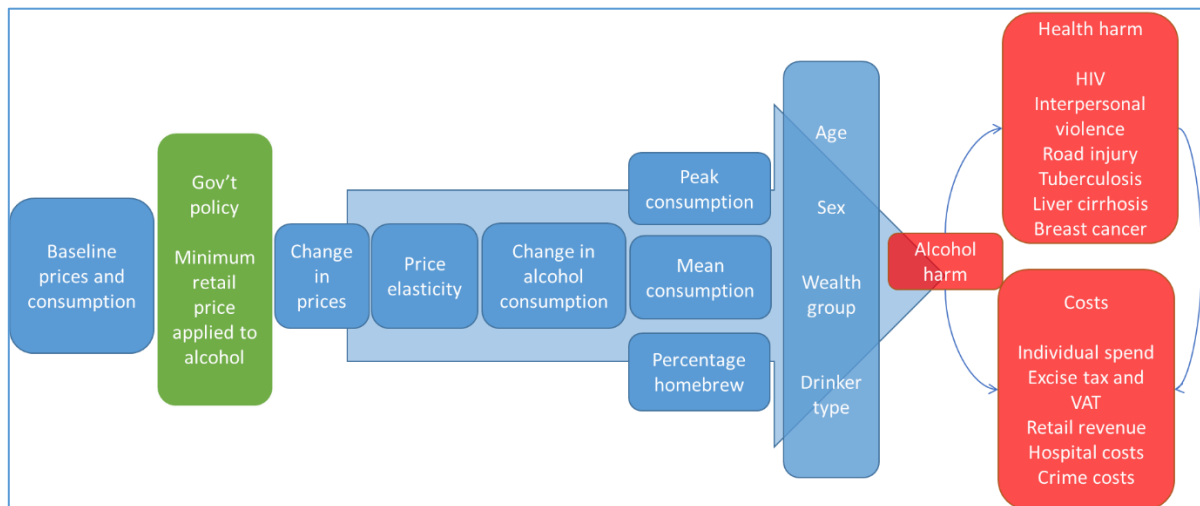 Baseline
prices and
consumption
Gov't
policy
Minimum
retail
price
applied to
alcohol
Change
in
prices
Price
elasticity
Change in
alcohol
consumption
Peak
consumption
Mean
consumption
Percentage
homebrew
Age
Sex
Wealth
group
Drinker
type
Alcohol
harm
Health harm
HIV
Interpersonal
violence
Road injury
Tuberculosis
Liver cirrhosis
Breast cancer
Costs
Individual spend
Excise tax and
VAT
Retail revenue
Hospital costs
Crime costs